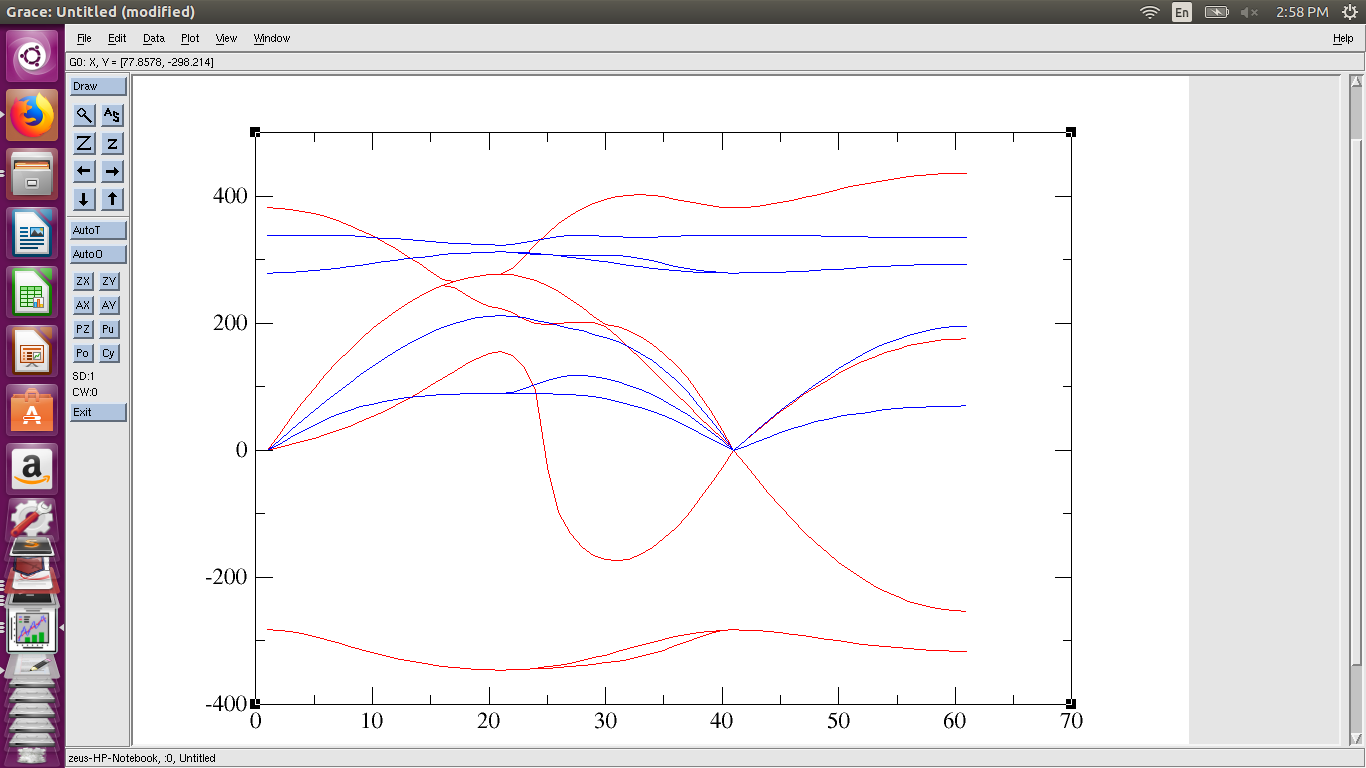 Grace: Untitled (modified)
En
2:58 PM
File Edit Data Plot View Window Help
G0: X, Y = [77.8578, -298.214]
Draw
AS
Z Z
AutoT
AutoO
ZX ZY
AX AY
PZ Pu
Po Cy
SD:1
CW:0
Exit
400
200
0
-200
-400
0 10 20 30 40 50 60 70
zeus-HP-Notebook, :0, Untitled